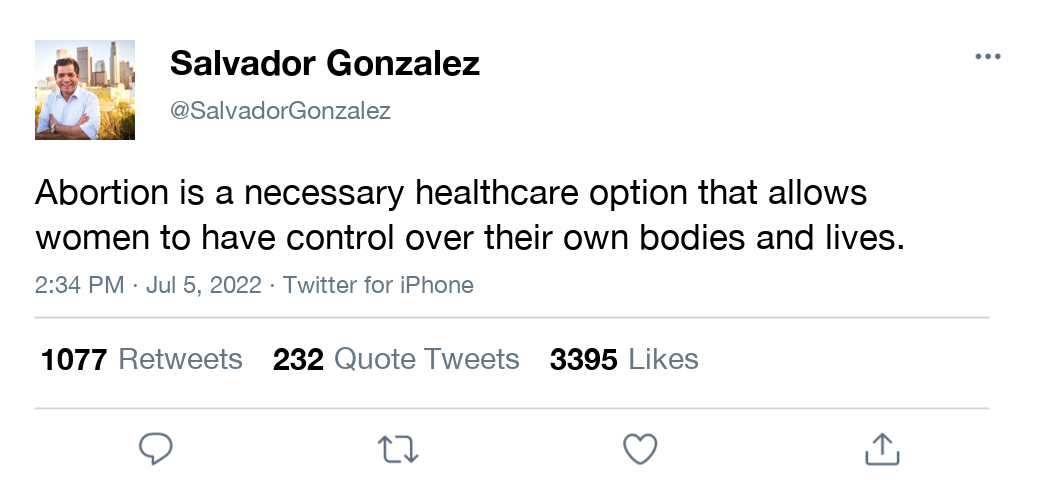 Salvador Gonzalez
@SalvadorGonzalez
Abortion is a necessary healthcare option that allows
women to have control over their own bodies and lives.
2:34 PM · Jul 5, 2022 · Twitter for iPhone
1077 Retweets 232 Quote Tweets 3395 Likes